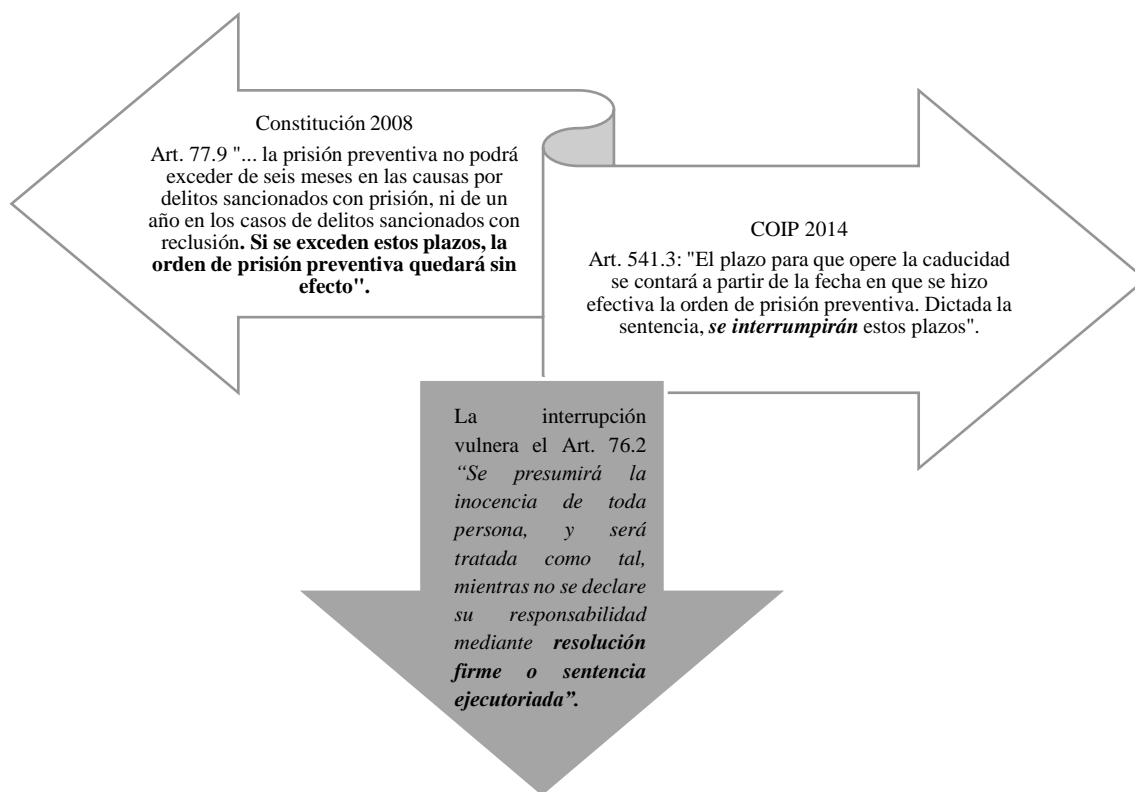 Constitución 2008
Art. 77.9 "... la prisión preventiva no podrá
exceder de seis meses en las causas por
delitos sancionados con prisión, ni de un
año en los casos de delitos sancionados con
reclusión. Si se exceden estos plazos, la
orden de prisión preventiva quedará sin
efecto".
COIP 2014
Art. 541.3: "El plazo para que opere la caducidad
se contará a partir de la fecha en que se hizo
efectiva la orden de prisión preventiva. Dictada la
sentencia, se interrumpirán estos plazos".
La interrupción
vulnera el Art. 76.2
“Se presumirá la
inocencia de toda
persona, y será
tratada como tal,
mientras no se declare
su responsabilidad
mediante resolución
firme o sentencia
ejecutoriada”.